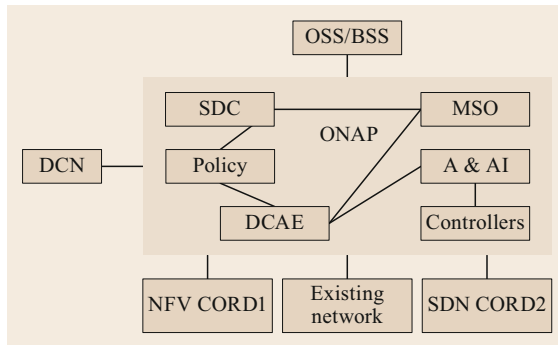 OSS/BSS
SDC
MSO
ONAP
DCN
Policy
A & AI
DCAE
Controllers
NFV CORD1
Existing
network
SDN CORD2